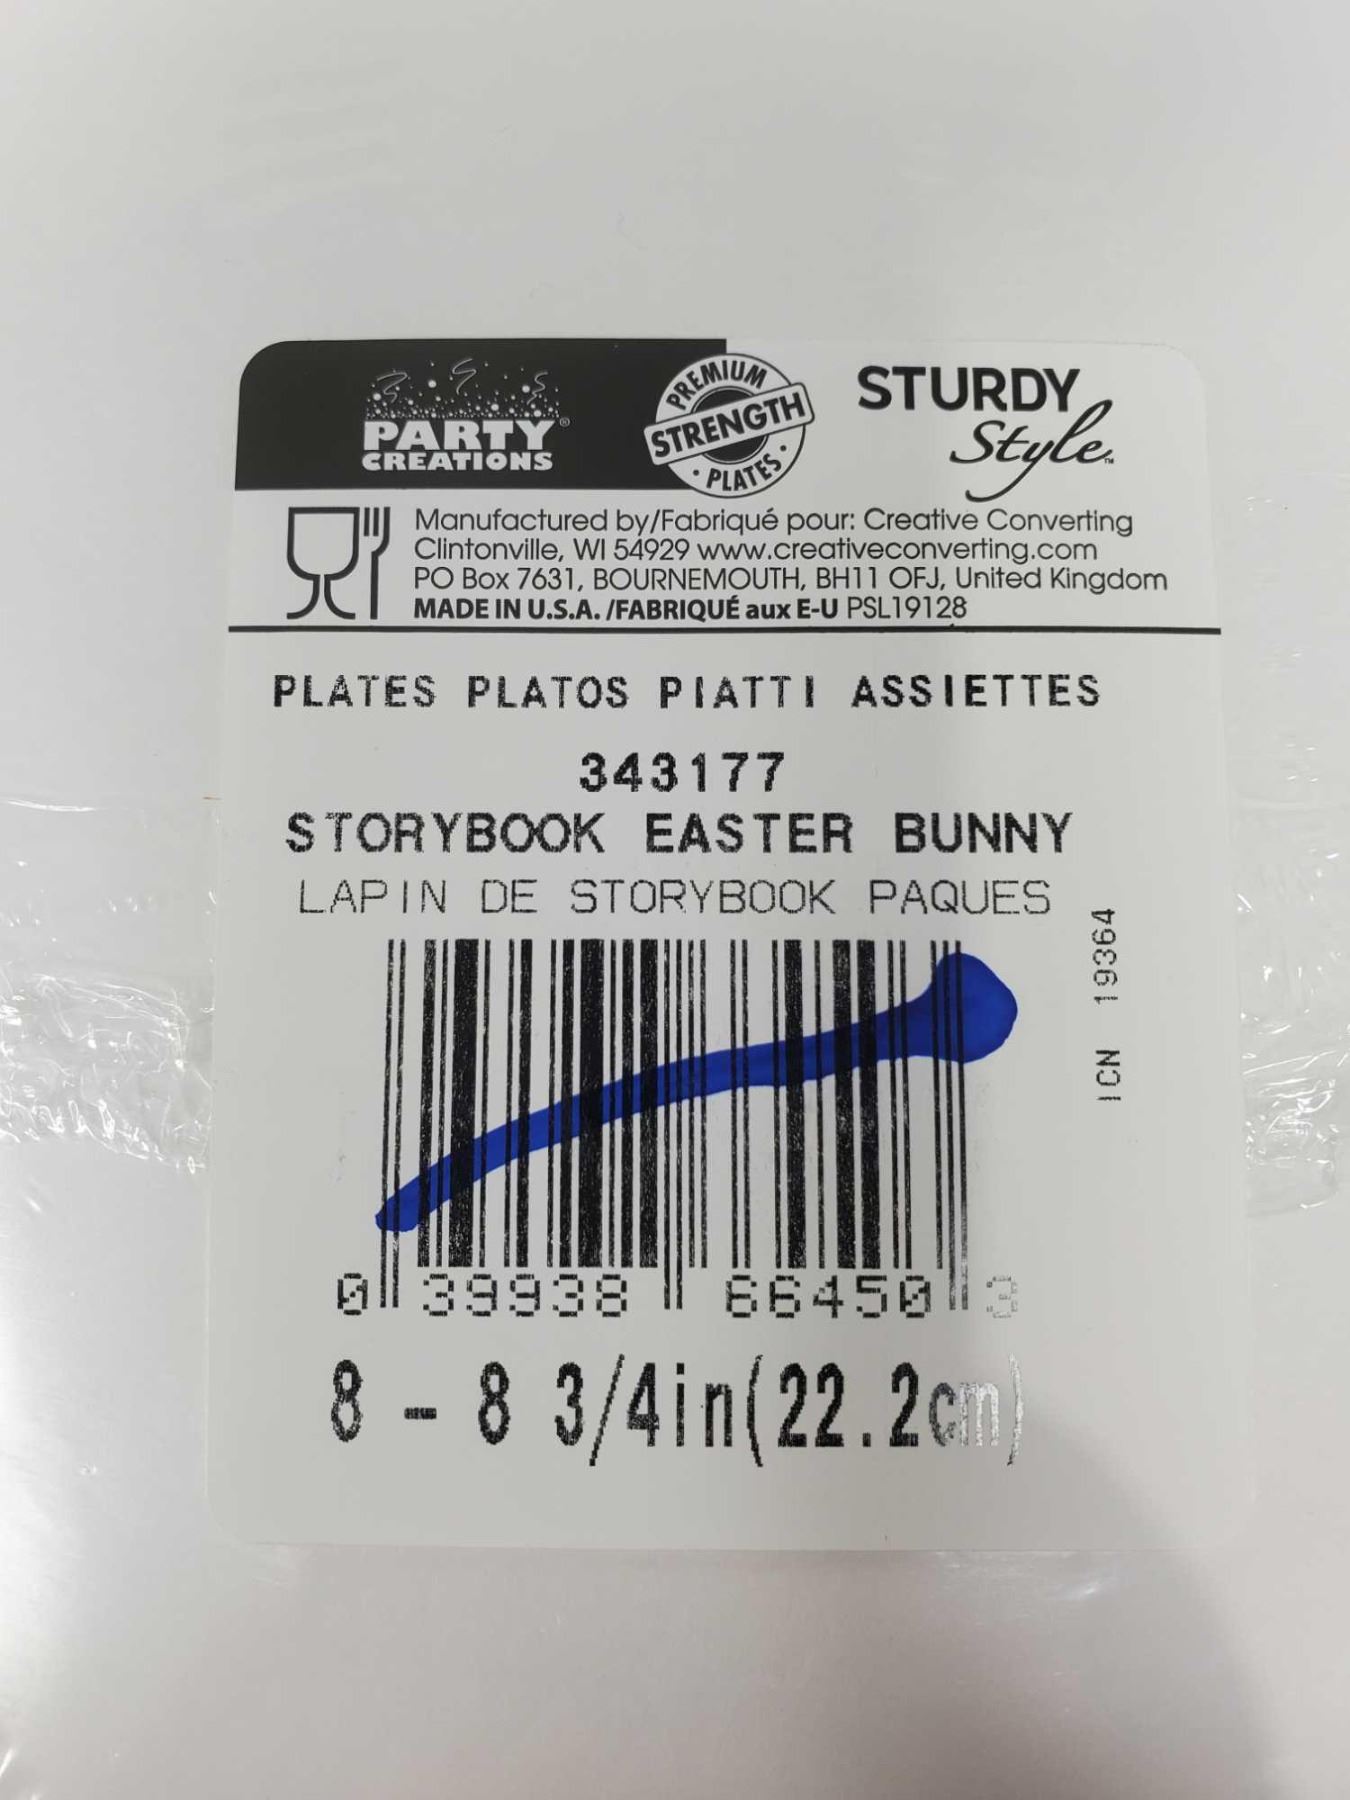 PARTY®
CREATIONS
PREMIUM
STRENGTH
PLATES
STURDY
Style™
Manufactured by/Fabriqué pour: Creative Converting
Clintonville, WI 54929 www.creativeconverting.com
PO Box 7631, BOURNEMOUTH, BH11 OFJ, United Kingdom
MADE IN U.S.A. /FABRIQUÉ aux E-U PSL19128
PLATES PLATOS PIATTI ASSIETTES
343177
STORYBOOK EASTER BUNNY
LAPIN DE STORYBOOK PAQUES
ICN 19364
0 39938 66450 3
8 - 8 3/4in(22.2cm)